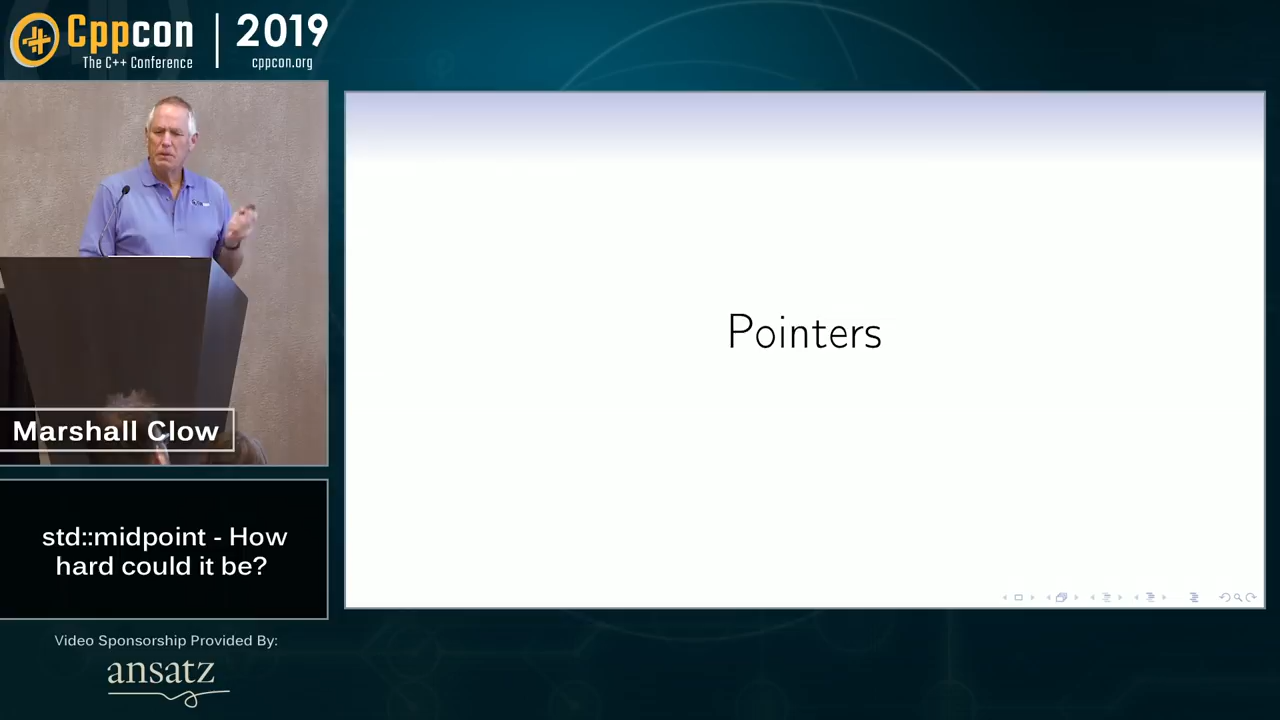 Cppcon
The C++ Conference
2019
cppcon.org
Pointers
Marshall Clow
std::midpoint - How
hard could it be?
Video Sponsorship Provided By:
ansatz